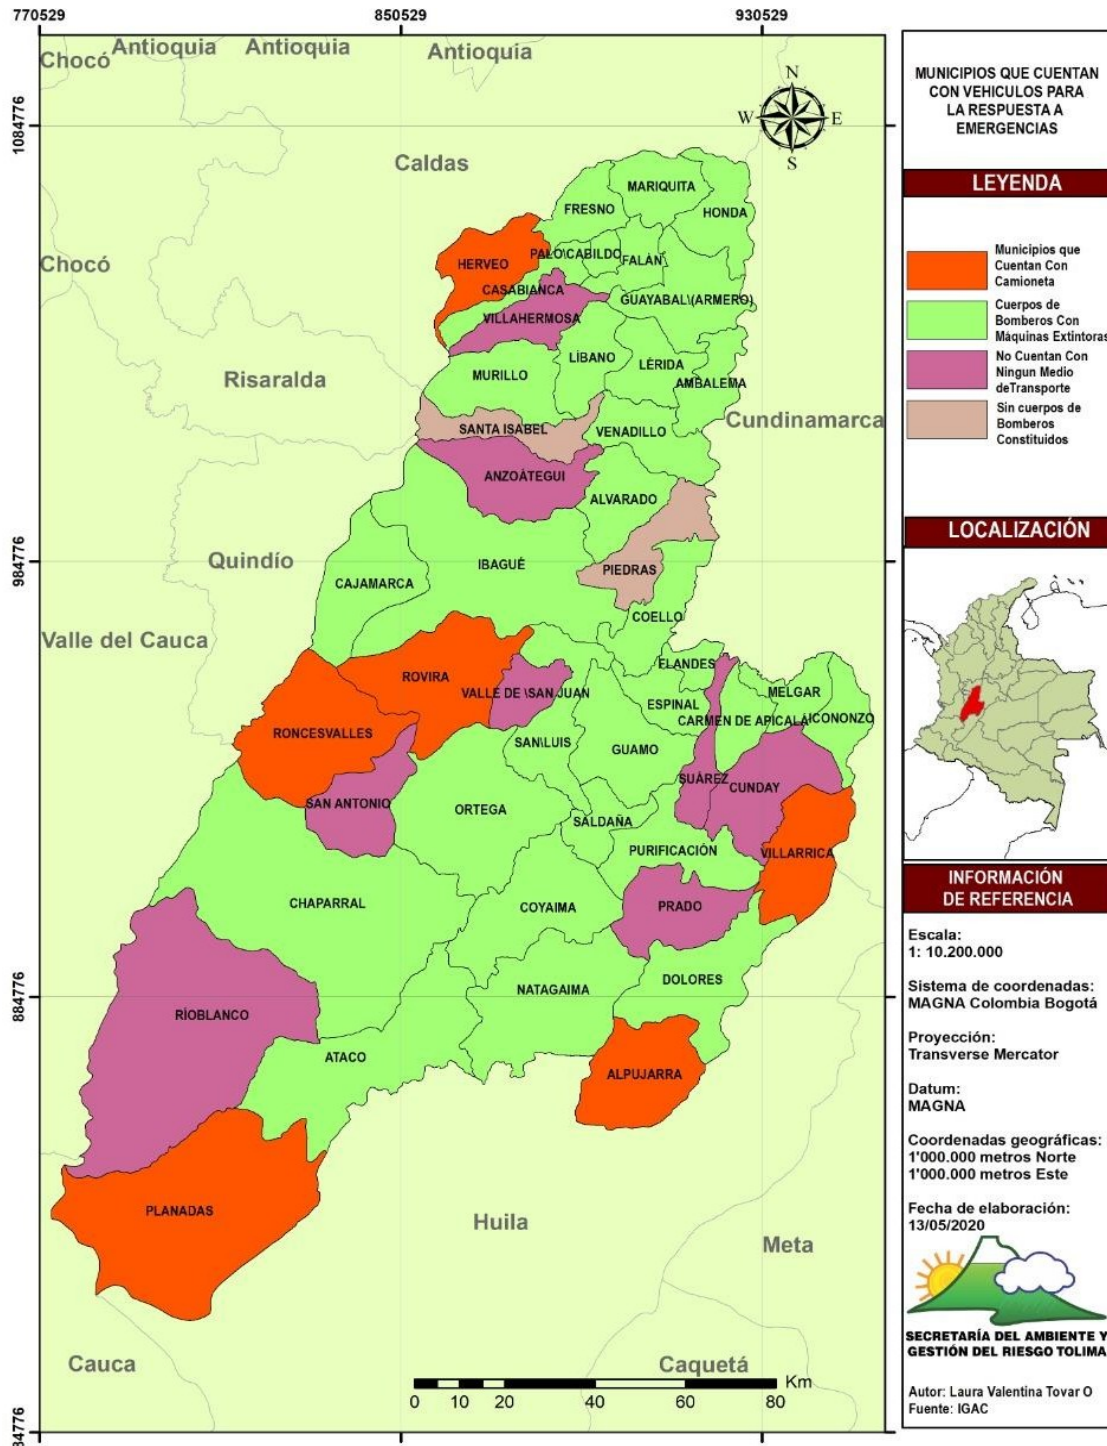 770529
850529
930529
Antioquia
Antioquia
Antioquia
Chocó
1084776
N
W
E
S
Caldas
MARIQUITA
FRESNO
HONDA
PALO\CABILDO
FALÁN
HERVEO
Chocó
CASABIANCA
GUAYABAL\(ARMERO)
VILLAHERMOSA
LÍBANO
LÉRIDA
MURILLO
Risaralda
AMBALEMA
Cundinamarca
SANTA ISABEL
VENADILLO
ANZOÁTEGUI
ALVARADO
984776
Quindío
IBAGUÉ
PIEDRAS
CAJAMARCA
COELLO
Valle del Cauca
FLANDES
ROVIRA
VALLE DE \SAN JUAN
MELGAR
ESPINAL
CARMEN DE APICALÁ
ICONONZO
RONCESVALLES
SAN\LUIS
GUAMO
SUÁREZ
CUNDAY
SAN ANTONIO
ORTEGA
SALDAÑA
PURIFICACIÓN
VILLARRICA
CHAPARRAL
COYAIMA
PRADO
DOLORES
NATAGAIMA
884776
RÍOBLANCO
ATACO
ALPUJARRA
PLANADAS
Huila
Meta
Cauca
Caquetá
Km
0 10 20 40 60 80
84776
MUNICIPIOS QUE CUENTAN
CON VEHICULOS PARA
LA RESPUESTA A
EMERGENCIAS
LEYENDA
Municipios que
Cuentan Con
Camioneta
Cuerpos de
Bomberos Con
Máquinas Extintoras
No Cuentan Con
Ningun Medio
deTransporte
Sin cuerpos de
Bomberos
Constituidos
LOCALIZACIÓN
INFORMACIÓN
DE REFERENCIA
Escala:
1: 10.200.000
Sistema de coordenadas:
MAGNA Colombia Bogotá
Proyección:
Transverse Mercator
Datum:
MAGNA
Coordenadas geográficas:
1'000.000 metros Norte
1'000.000 metros Este
Fecha de elaboración:
13/05/2020
SECRETARÍA DEL AMBIENTE Y
GESTIÓN DEL RIESGO TOLIMA
Autor: Laura Valentina Tovar O
Fuente: IGAC